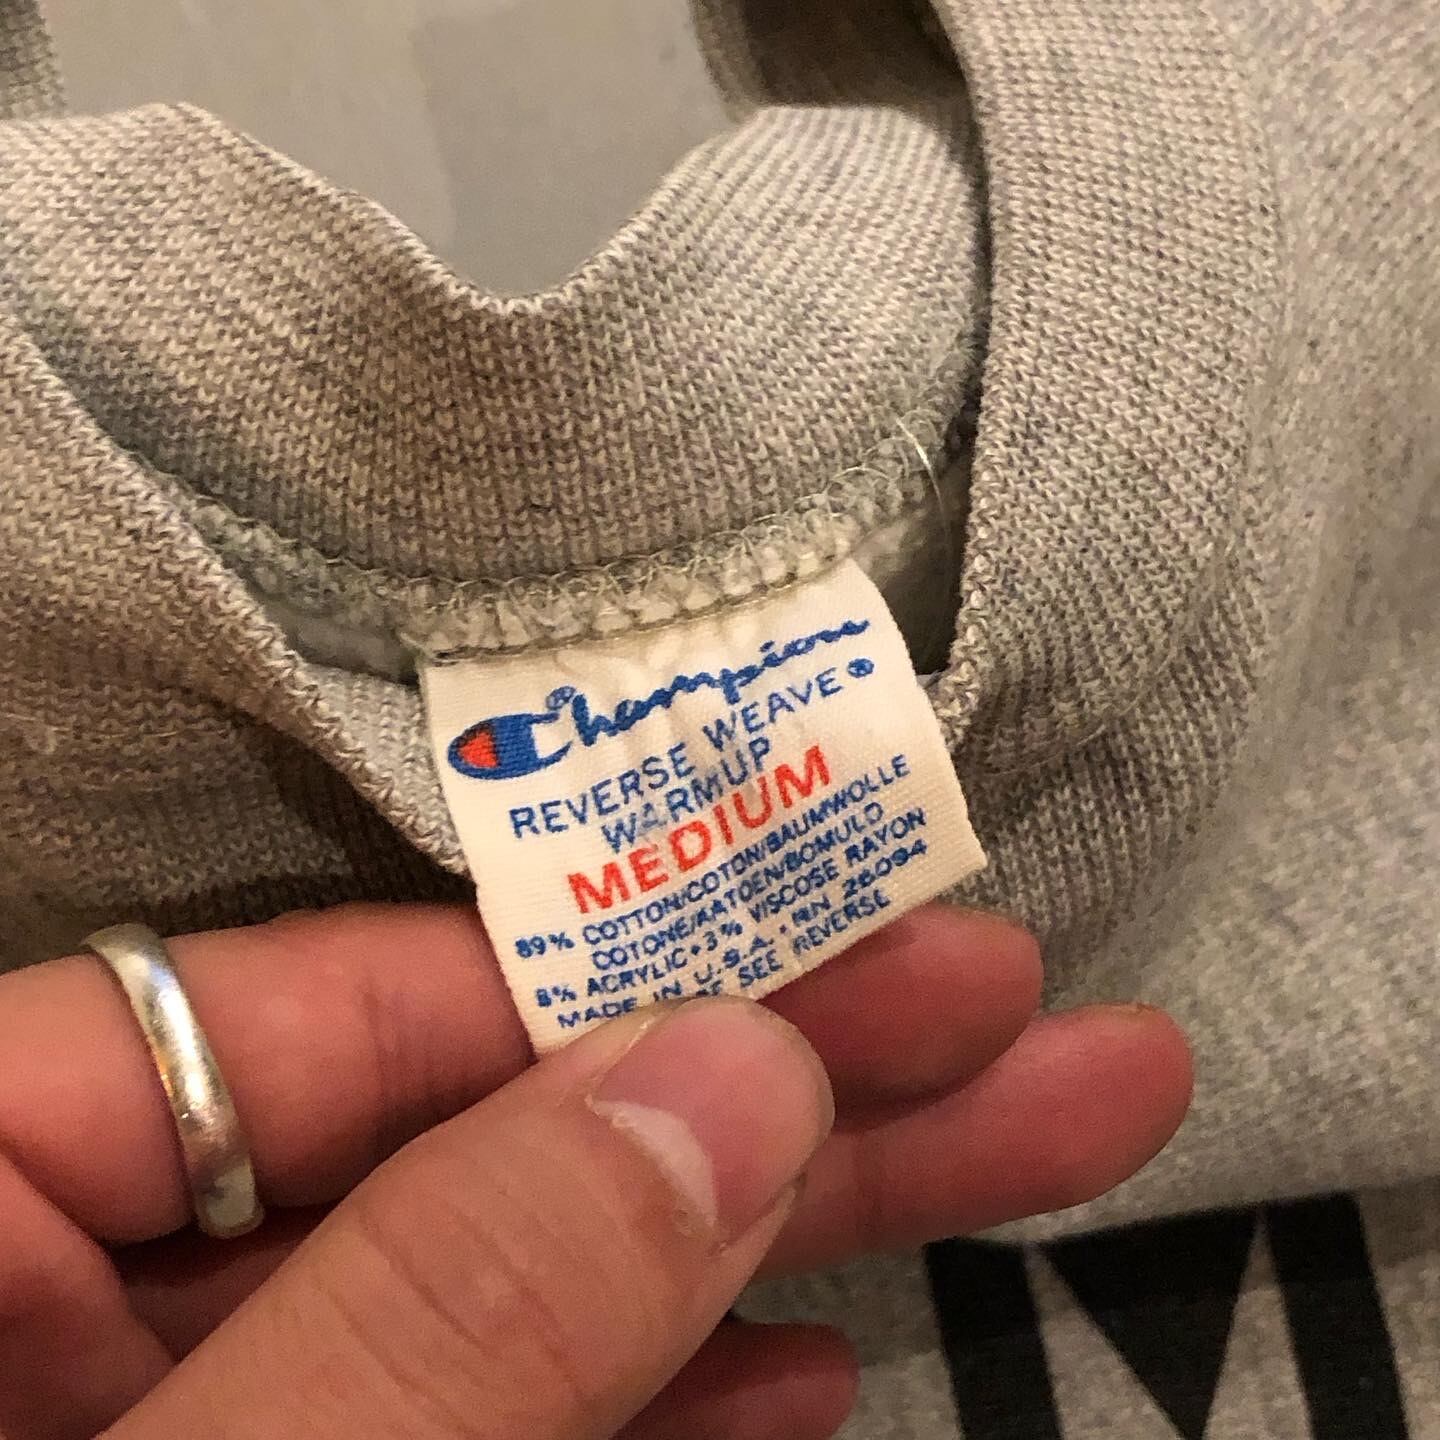 Champion®
REVERSE WEAVE®
WARMUP
MEDIUM
89% COTTON/COTON/BAUMWOLLE
COTONE/KATOEN/BOMULD
8% ACRYLIC•3% VISCOSE RAYON
MADE IN U.S.A. • RN 26094
SEE REVERSE
M